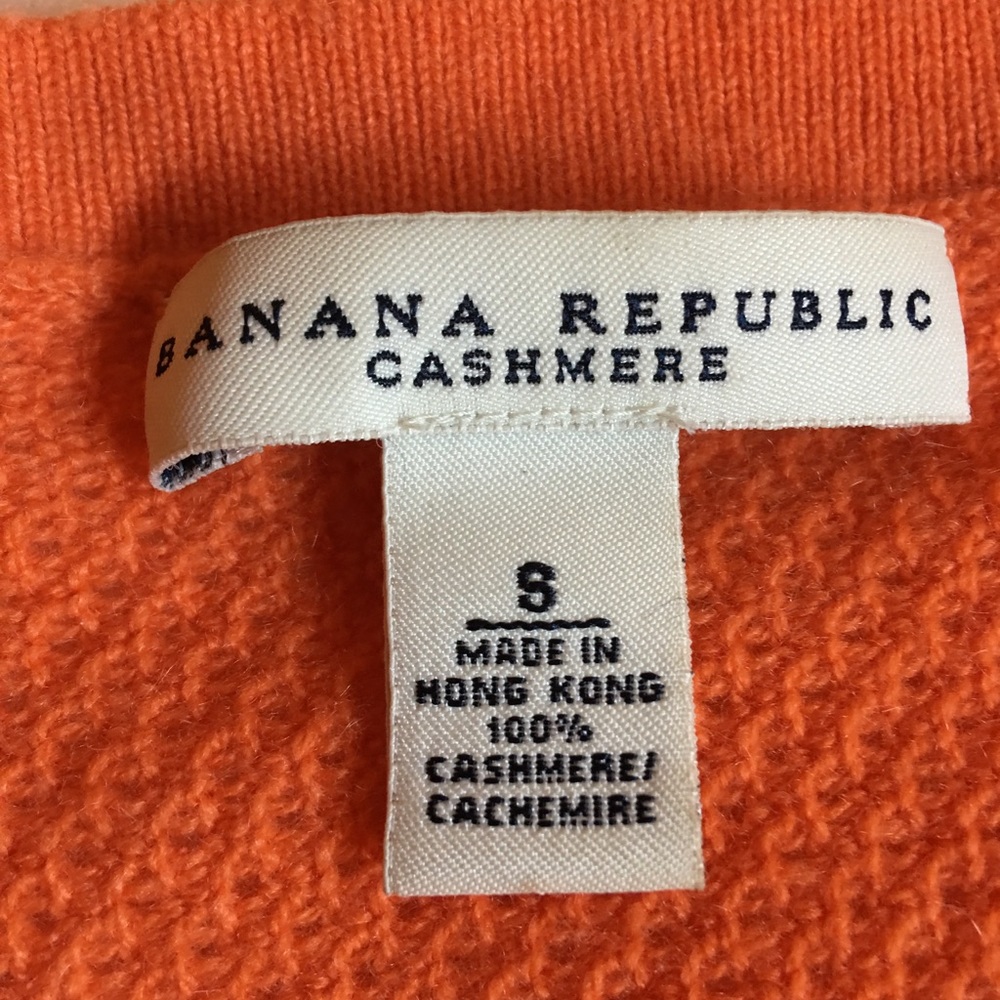 BANANA REPUBLIC
CASHMERE
S
MADE IN
HONG KONG
100%
CASHMERE/
CACHEMIRE